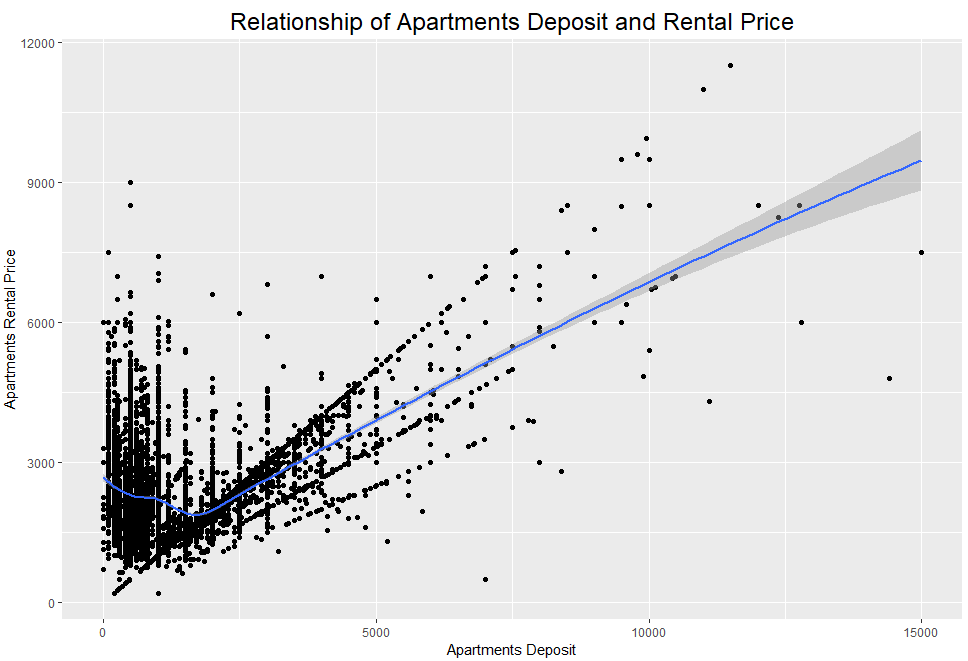 Relationship of Apartments Deposit and Rental Price
12000
9000
6000
3000
0
Apartments Rental Price
0 5000 10000 15000
Apartments Deposit